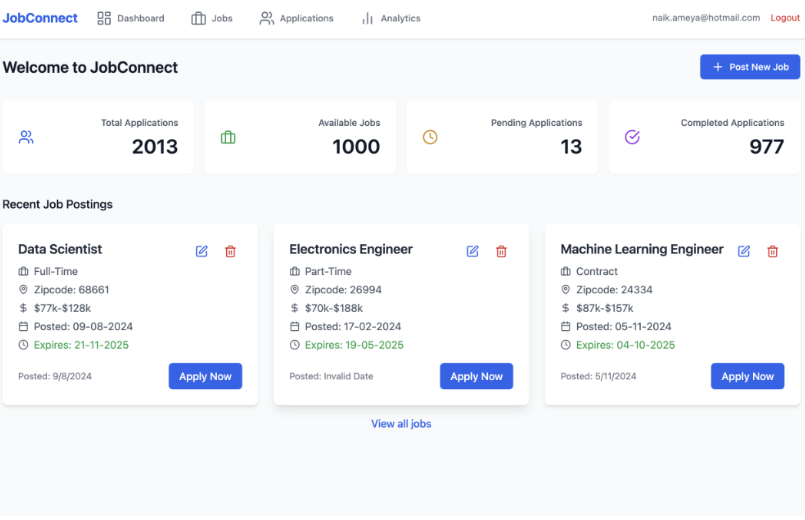 JobConnect Dashboard Jobs Applications Analytics naik.ameya@hotmail.com Logout
Welcome to JobConnect Post New Job
Total Applications
2013
Available Jobs
1000
Pending Applications
13
Completed Applications
977
Recent Job Postings
Data Scientist
Full-Time
Zipcode: 68661
$77k-$128k
Posted: 09-08-2024
Expires: 21-11-2025
Posted: 9/8/2024 Apply Now
Electronics Engineer
Part-Time
Zipcode: 26994
$70k-$188k
Posted: 17-02-2024
Expires: 19-05-2025
Posted: Invalid Date Apply Now
Machine Learning Engineer
Contract
Zipcode: 24334
$87k-$157k
Posted: 05-11-2024
Expires: 04-10-2025
Posted: 5/11/2024 Apply Now
View all jobs